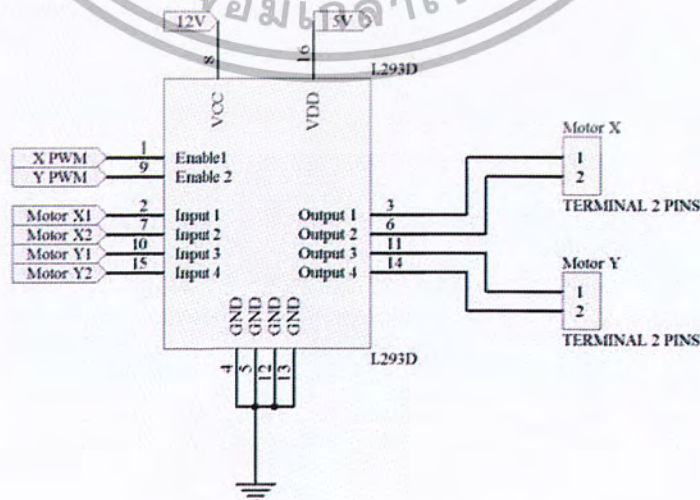 12V
5V
8
16
L293D
VCC
VDD
X PWM 1 Enable1
Y PWM 9 Enable 2
Motor X1 2 Input 1
Motor X2 7 Input 2
Motor Y1 10 Input 3
Motor Y2 15 Input 4
Output 1 3
Output 2 6
Output 3 11
Output 4 14
Motor X
1
2
TERMINAL 2 PINS
Motor Y
1
2
TERMINAL 2 PINS
GND GND GND GND
4 5 12 13
L293D